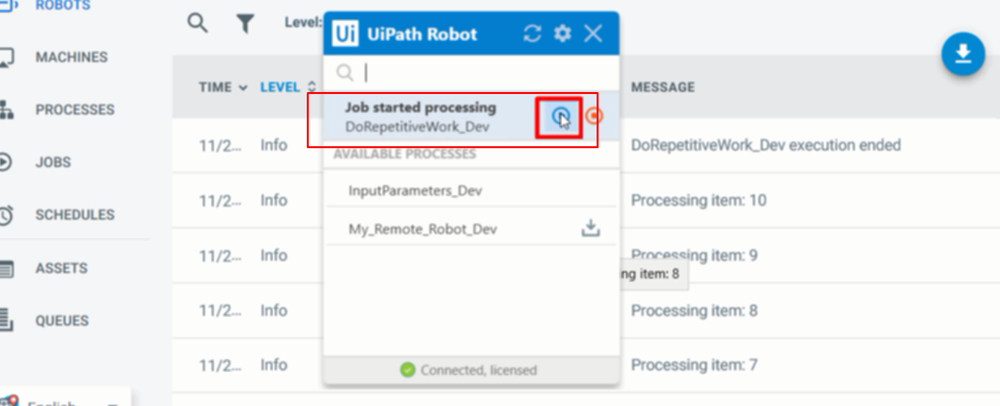 ROBOTS
MACHINES
PROCESSES
JOBS
SCHEDULES
ASSETS
QUEUES
English
Level:
TIME LEVEL MESSAGE
11/2... Info DoRepetitiveWork_Dev execution ended
11/2... Info Processing item: 10
11/2... Info Processing item: 9
11/2... Info Processing item: 8
11/2... Info Processing item: 7
Ui UiPath Robot
Job started processing
DoRepetitiveWork_Dev
AVAILABLE PROCESSES
InputParameters_Dev
My_Remote_Robot_Dev
ng item: 8
Connected, licensed